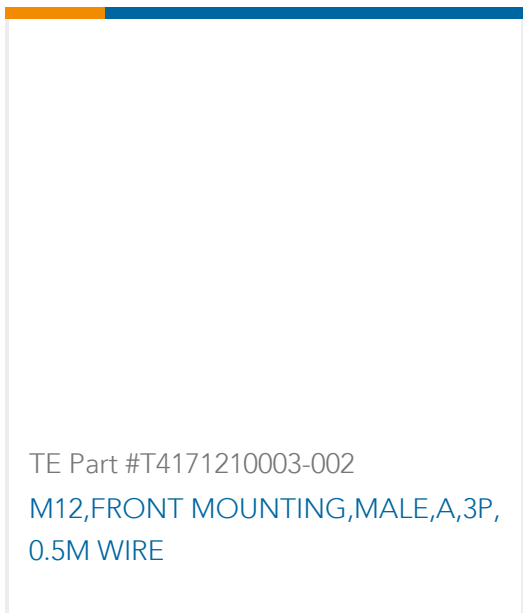 TE Part #T4171210003-002
M12,FRONT MOUNTING,MALE,A,3P,
0.5M WIRE